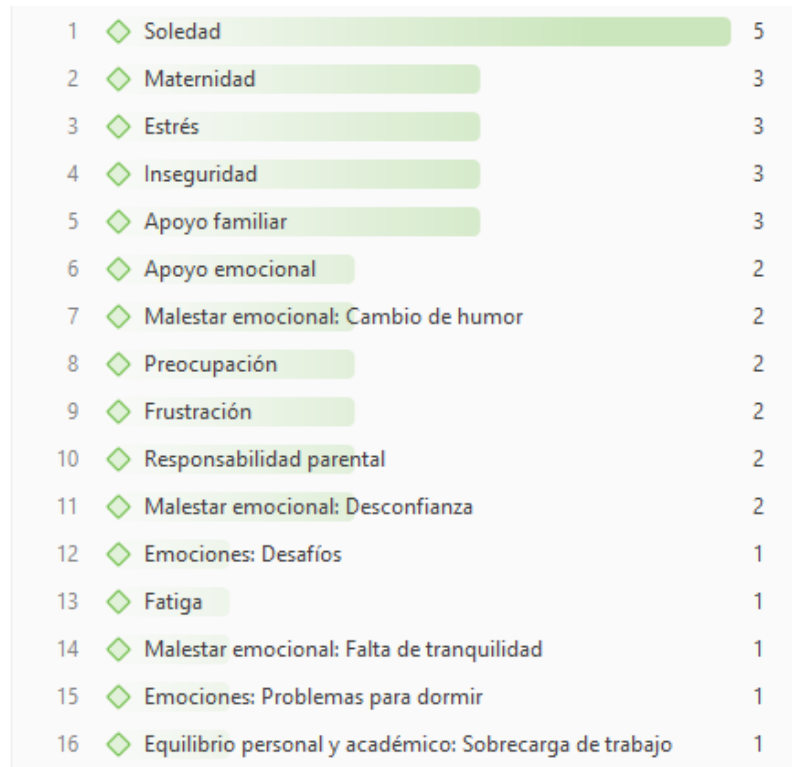 1 Soledad 5
2 Maternidad 3
3 Estrés 3
4 Inseguridad 3
5 Apoyo familiar 3
6 Apoyo emocional 2
7 Malestar emocional: Cambio de humor 2
8 Preocupación 2
9 Frustración 2
10 Responsabilidad parental 2
11 Malestar emocional: Desconfianza 2
12 Emociones: Desafíos 1
13 Fatiga 1
14 Malestar emocional: Falta de tranquilidad 1
15 Emociones: Problemas para dormir 1
16 Equilibrio personal y académico: Sobrecarga de trabajo 1